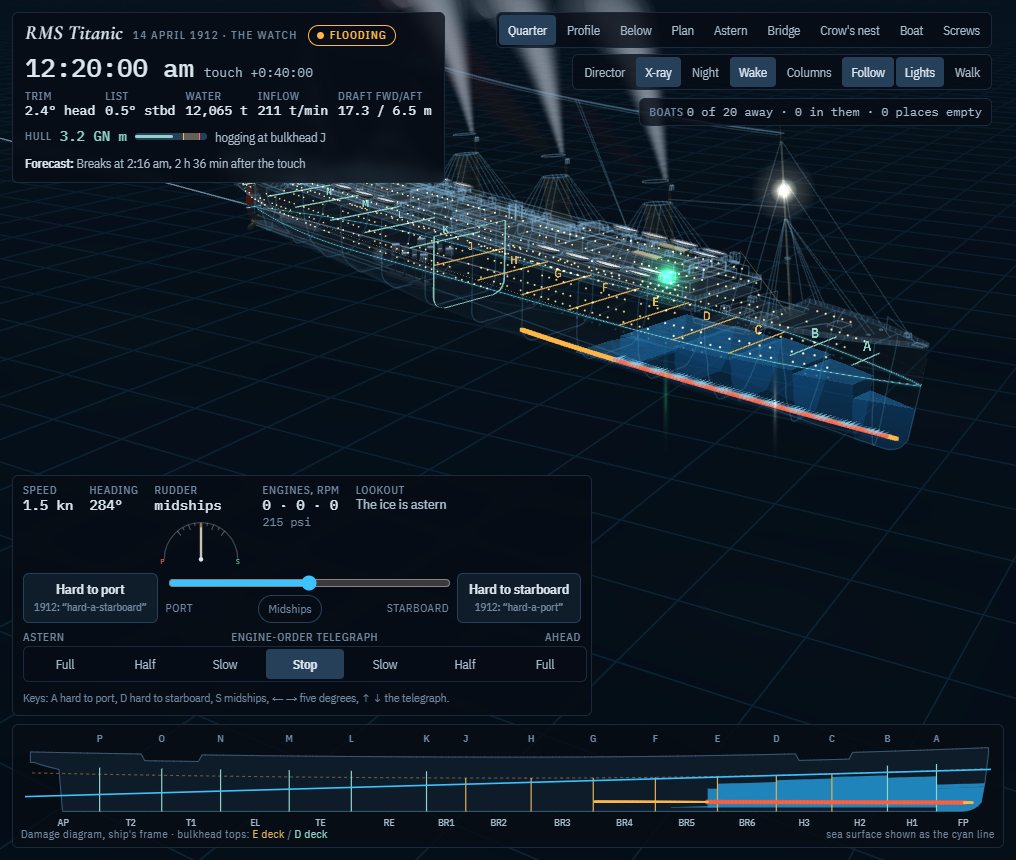 RMS Titanic 14 APRIL 1912 · THE WATCH ● FLOODING
12:20:00 am touch +0:40:00
TRIM LIST WATER INFLOW DRAFT FWD/AFT
2.4° head 0.5° stbd 12,065 t 211 t/min 17.3 / 6.5 m
HULL 3.2 GN m hogging at bulkhead J
Forecast: Breaks at 2:16 am, 2 h 36 min after the touch
Quarter Profile Below Plan Astern Bridge Crow's nest Boat Screws
Director X-ray Night Wake Columns Follow Lights Walk
BOATS 0 of 20 away · 0 in them · 0 places empty
N M L K J H G F E D C B A
SPEED HEADING RUDDER ENGINES, RPM LOOKOUT
1.5 kn 284° midships 0 · 0 · 0 The ice is astern
215 psi
P S
Hard to port
1912: “hard-a-starboard”
PORT Midships STARBOARD
Hard to starboard
1912: “hard-a-port”
ASTERN ENGINE-ORDER TELEGRAPH AHEAD
Full Half Slow Stop Slow Half Full
Keys: A hard to port, D hard to starboard, S midships, ← → five degrees, ↑ ↓ the telegraph.
P O N M L K J H G F E D C B A
AP T2 T1 EL TE RE BR1 BR2 BR3 BR4 BR5 BR6 H3 H2 H1 FP
Damage diagram, ship's frame · bulkhead tops: E deck / D deck
sea surface shown as the cyan line